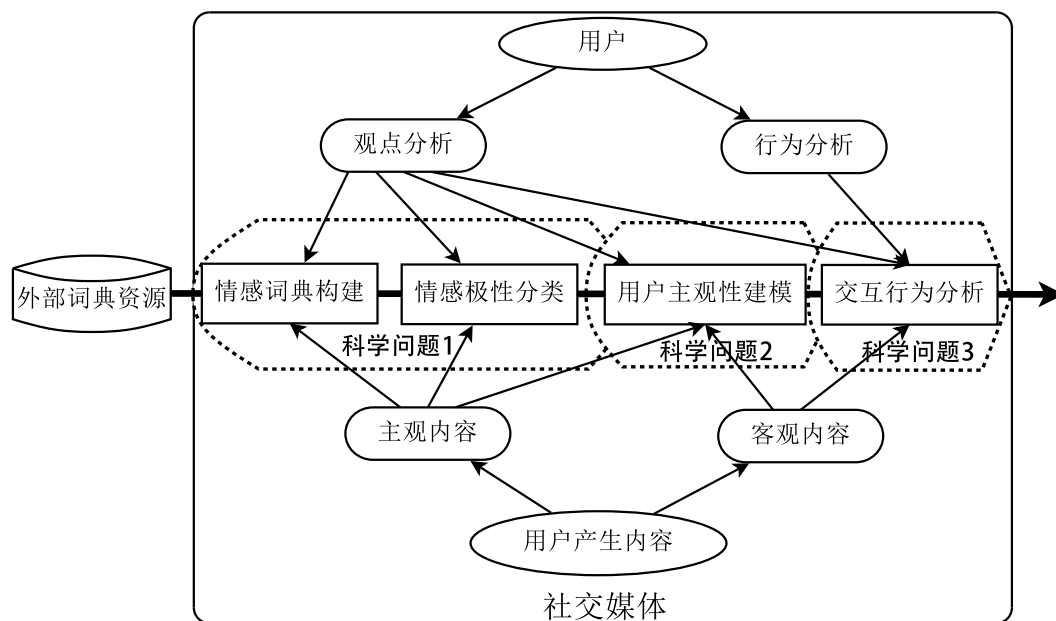 用户
观点分析
行为分析
外部词典资源
情感词典构建
情感极性分类
用户主观性建模
交互行为分析
科学问题1
科学问题2
科学问题3
主观内容
客观内容
用户产生内容
社交媒体